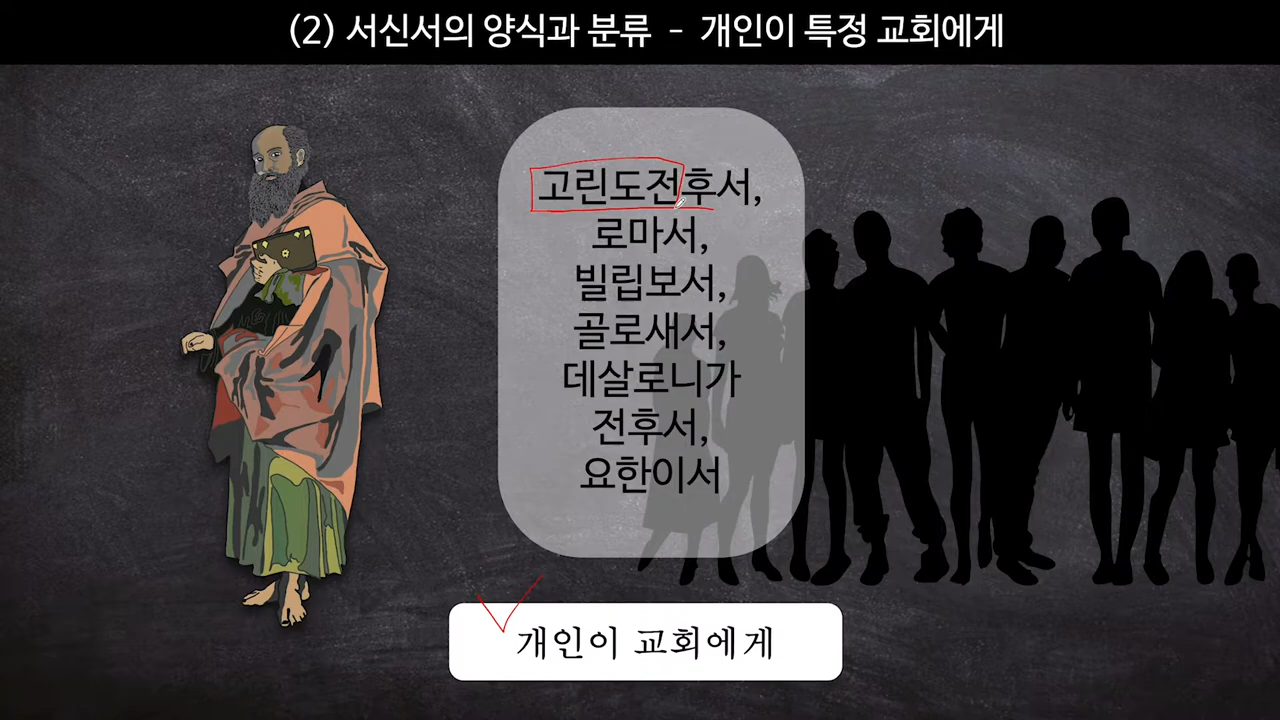 (2) 서신서의 양식과 분류 - 개인이 특정 교회에게
고린도전후서,
로마서,
빌립보서,
골로새서,
데살로니가
전후서,
요한이서
개인이 교회에게